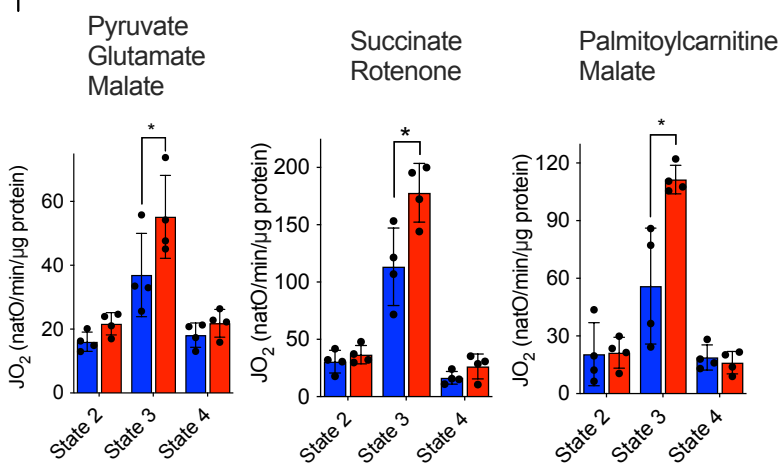 Pyruvate
Glutamate
Malate
JO2 (natO/min/µg protein)
60
40
20
0
*
State 2
State 3
State 4
Succinate
Rotenone
JO2 (natO/min/µg protein)
200
150
100
50
0
*
State 2
State 3
State 4
Palmitoylcarnitine
Malate
JO2 (natO/min/µg protein)
120
90
60
30
0
*
State 2
State 3
State 4